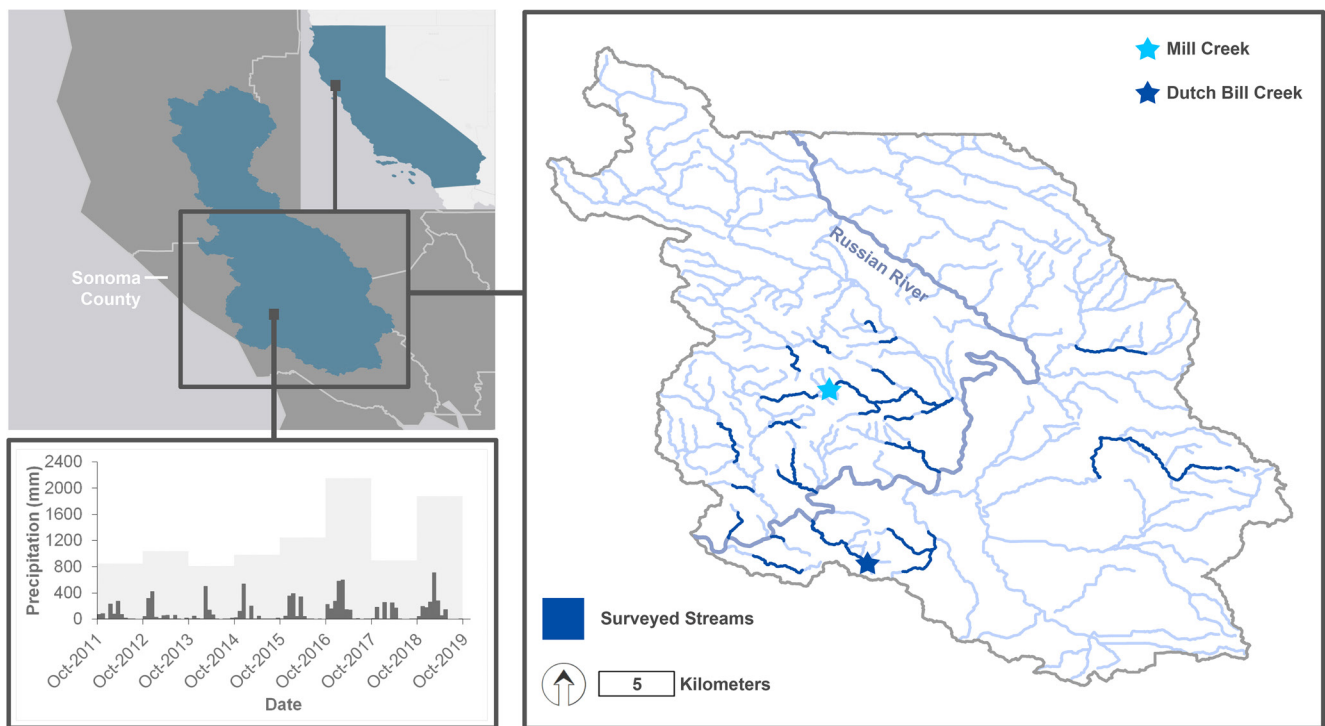 Sonoma
County
2400
2000
1600
1200
800
400
0
Precipitation (mm)
Oct-2011
Oct-2012
Oct-2013
Oct-2014
Oct-2015
Oct-2016
Oct-2017
Oct-2018
Oct-2019
Date
Mill Creek
Dutch Bill Creek
Russian River
Surveyed Streams
5 Kilometers